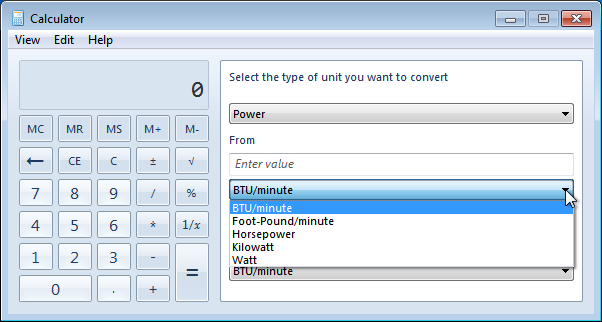 Calculator
View Edit Help
0
MC MR MS M+ M-
← CE C ± √
7 8 9 / %
4 5 6 * 1/x
1 2 3 - =
0 . +
Select the type of unit you want to convert
Power
From
Enter value
BTU/minute
BTU/minute
Foot-Pound/minute
Horsepower
Kilowatt
Watt
BTU/minute